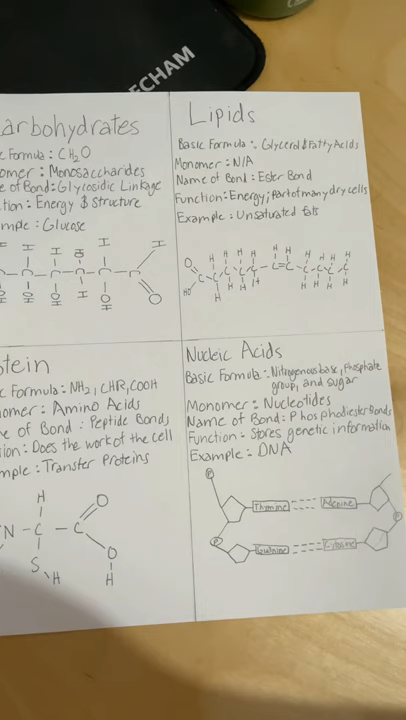 ECHAM
arbohydrates
c Formula: CH₂O
omer: Monosaccharides
e of Bond: Glycosidic Linkage
tion: Energy & Structure
mple: Glucose
Lipids
Basic Formula: Glycerol & Fatty Acids
Monomer: N/A
Name of Bond: Ester Bond
Function: Energy; Part of many dry cells
Example: Unsaturated fats
otein
c Formula: NH₂, CHR, COOH
nomer: Amino Acids
e of Bond: Peptide Bonds
ion: Does the work of the cell
mple: Transfer Proteins
H
N - C - C
O
O
H
S
H
Nucleic Acids
Basic Formula: Nitrogenous base, Phosphate
group, and sugar
Monomer: Nucleotides
Name of Bond: Phosphodiester Bonds
Function: Stores genetic information
Example: DNA
P
Thymine
Adenine
P
P
Guanine
Cytosine